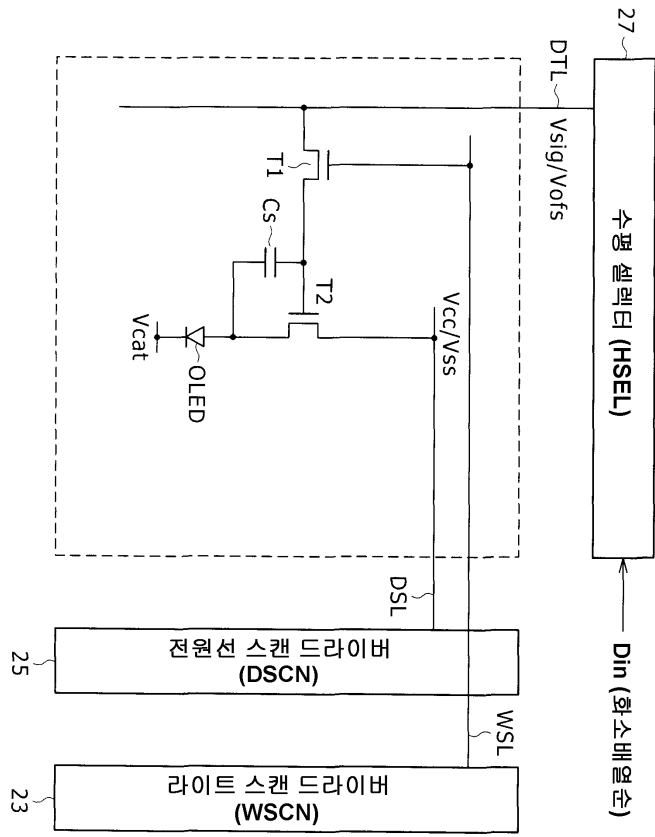 27
수평 셀렉터 (HSEL)
Din (화소배열순)
DTL
Vsig/Vofs
T1
Cs
T2
Vcc/Vss
OLED
Vcat
DSL
WSL
전원선 스캔 드라이버
(DSCN)
25
라이트 스캔 드라이버
(WSCN)
23